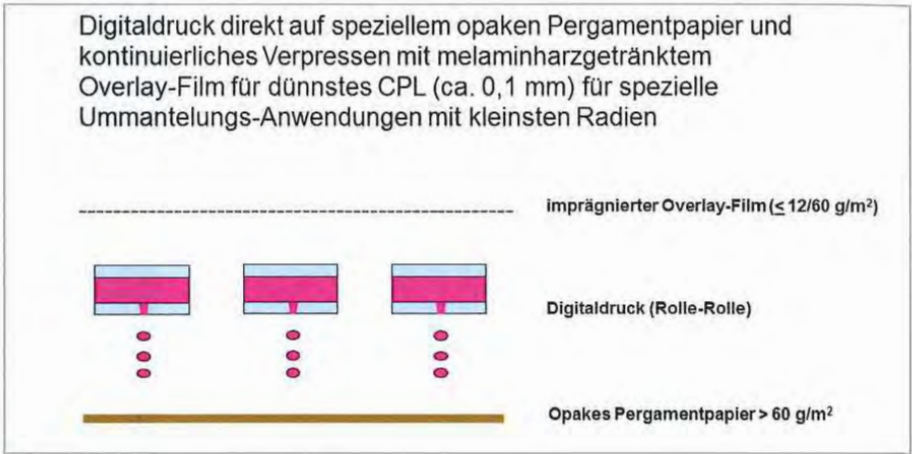 Digitaldruck direkt auf speziellem opaken Pergamentpapier und
kontinuierliches Verpressen mit melaminharzgetränktem
Overlay-Film für dünnstes CPL (ca. 0,1 mm) für spezielle
Ummantelungs-Anwendungen mit kleinsten Radien
imprägnierter Overlay-Film (≤ 12/60 g/m²)
Digitaldruck (Rolle-Rolle)
Opakes Pergamentpapier > 60 g/m²